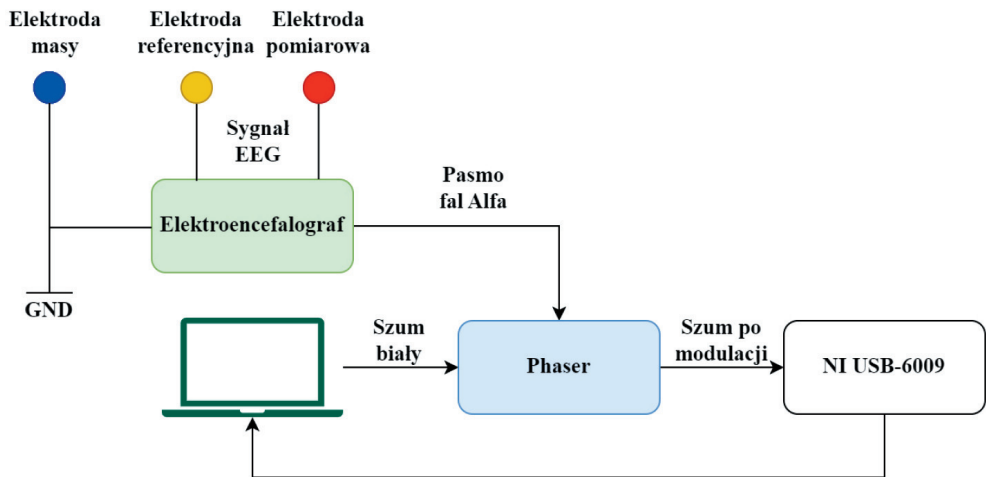 Elektroda
masy
Elektroda
referencyjna
Elektroda
pomiarowa
Sygnał
EEG
Elektroencefalograf
Pasmo
fal Alfa
GND
Szum
biały
Phaser
Szum po
modulacji
NI USB-6009